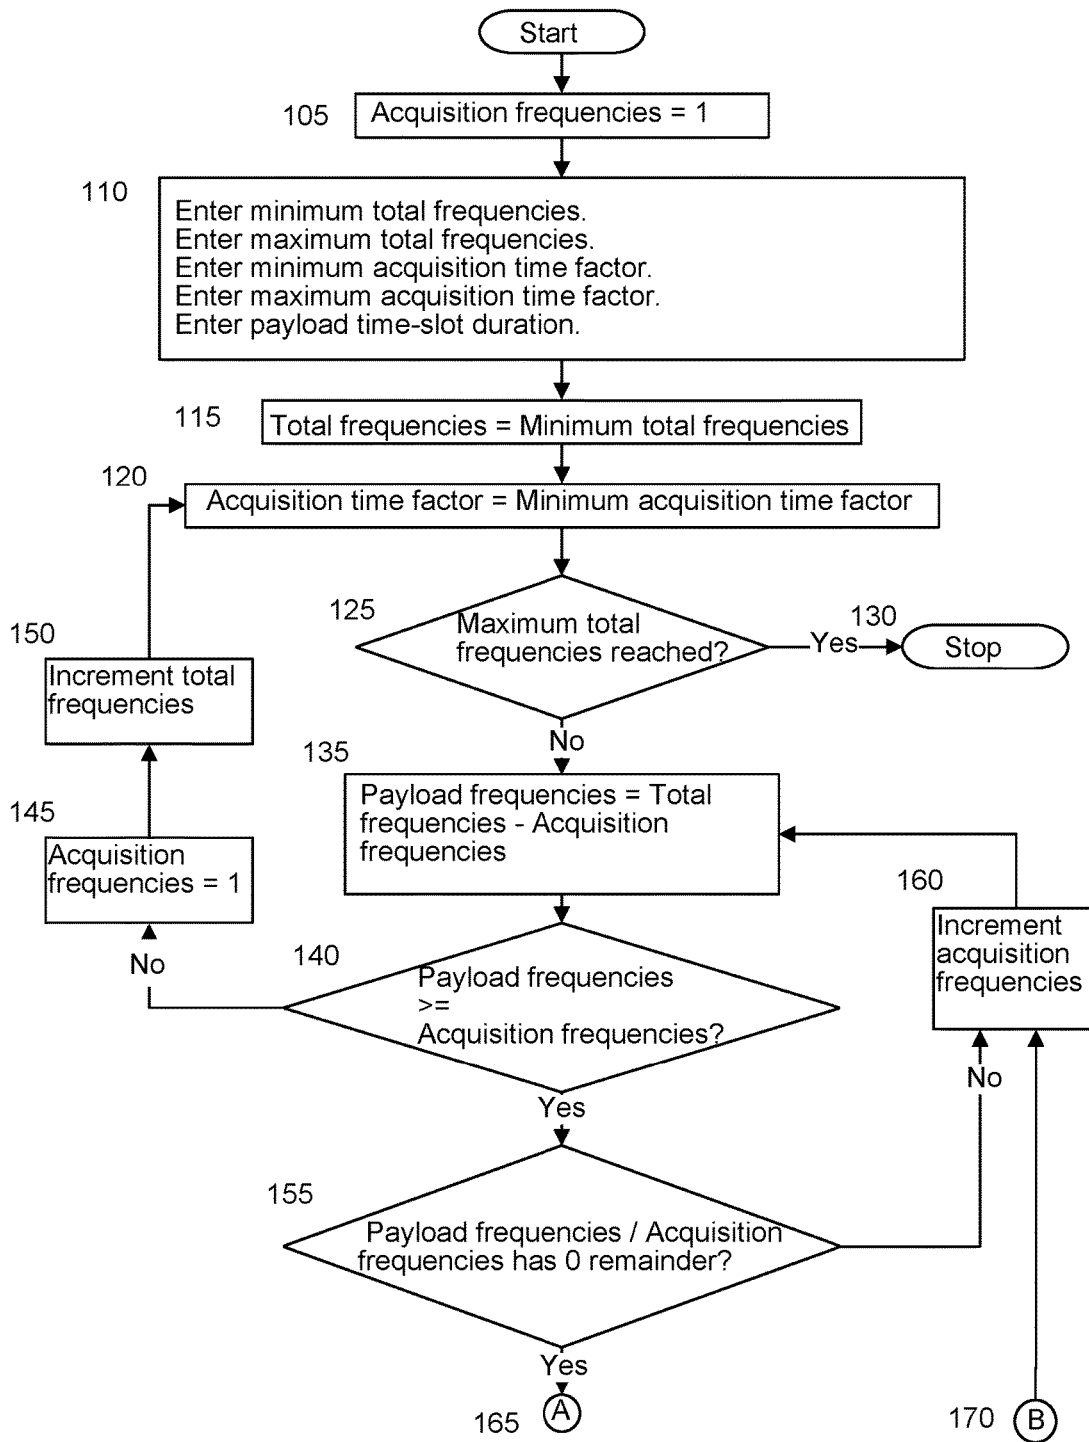 Start
105
Acquisition frequencies = 1
110
Enter minimum total frequencies.
Enter maximum total frequencies.
Enter minimum acquisition time factor.
Enter maximum acquisition time factor.
Enter payload time-slot duration.
115
Total frequencies = Minimum total frequencies
120
Acquisition time factor = Minimum acquisition time factor
125
Maximum total
frequencies reached?
Yes
130
Stop
150
Increment total
frequencies
No
135
Payload frequencies = Total
frequencies - Acquisition
frequencies
145
Acquisition
frequencies = 1
160
Increment
acquisition
frequencies
No
140
Payload frequencies
>=
Acquisition frequencies?
No
Yes
155
Payload frequencies / Acquisition
frequencies has 0 remainder?
Yes
165
A
170
B